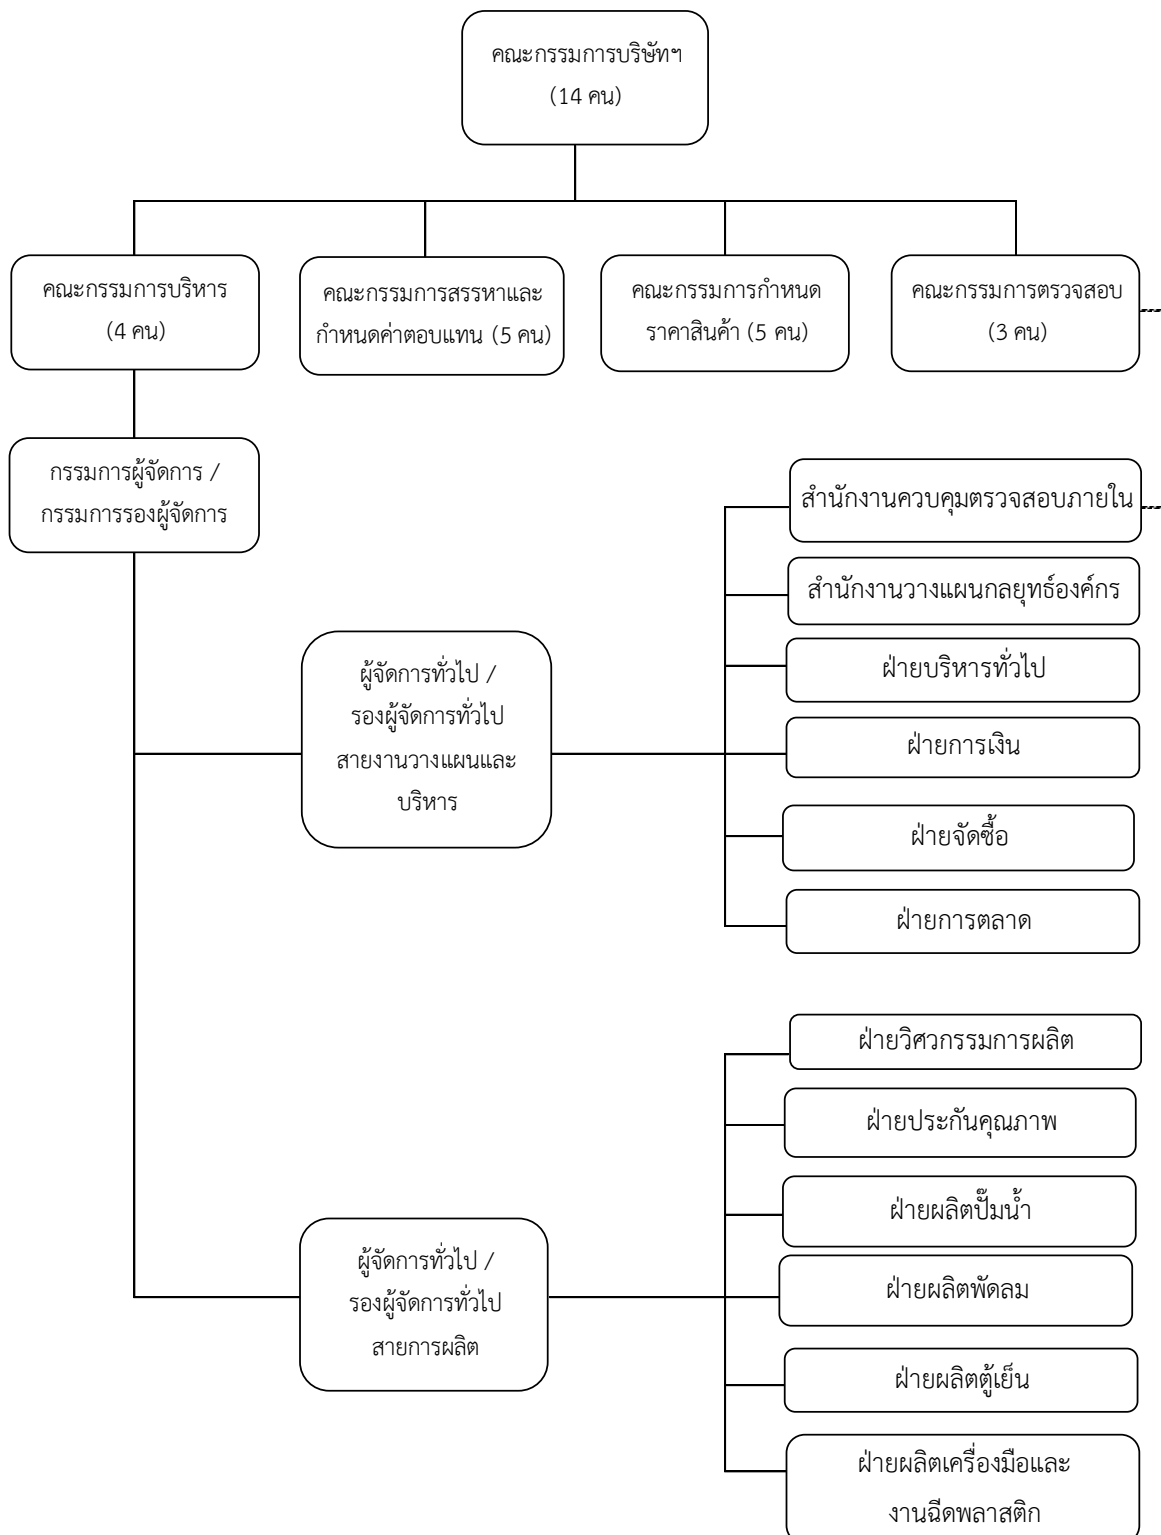 คณะกรรมการบริษัทฯ
(14 คน)
คณะกรรมการบริหาร
(4 คน)
คณะกรรมการสรรหาและ
กำหนดค่าตอบแทน (5 คน)
คณะกรรมการกำหนด
ราคาสินค้า (5 คน)
คณะกรรมการตรวจสอบ
(3 คน)
กรรมการผู้จัดการ /
กรรมการรองผู้จัดการ
สำนักงานควบคุมตรวจสอบภายใน
สำนักงานวางแผนกลยุทธ์องค์กร
ฝ่ายบริหารทั่วไป
ฝ่ายการเงิน
ฝ่ายจัดซื้อ
ฝ่ายการตลาด
ผู้จัดการทั่วไป /
รองผู้จัดการทั่วไป
สายงานวางแผนและ
บริหาร
ฝ่ายวิศวกรรมการผลิต
ฝ่ายประกันคุณภาพ
ฝ่ายผลิตปั๊มน้ำ
ฝ่ายผลิตพัดลม
ฝ่ายผลิตตู้เย็น
ฝ่ายผลิตเครื่องมือและ
งานฉีดพลาสติก
ผู้จัดการทั่วไป /
รองผู้จัดการทั่วไป
สายการผลิต